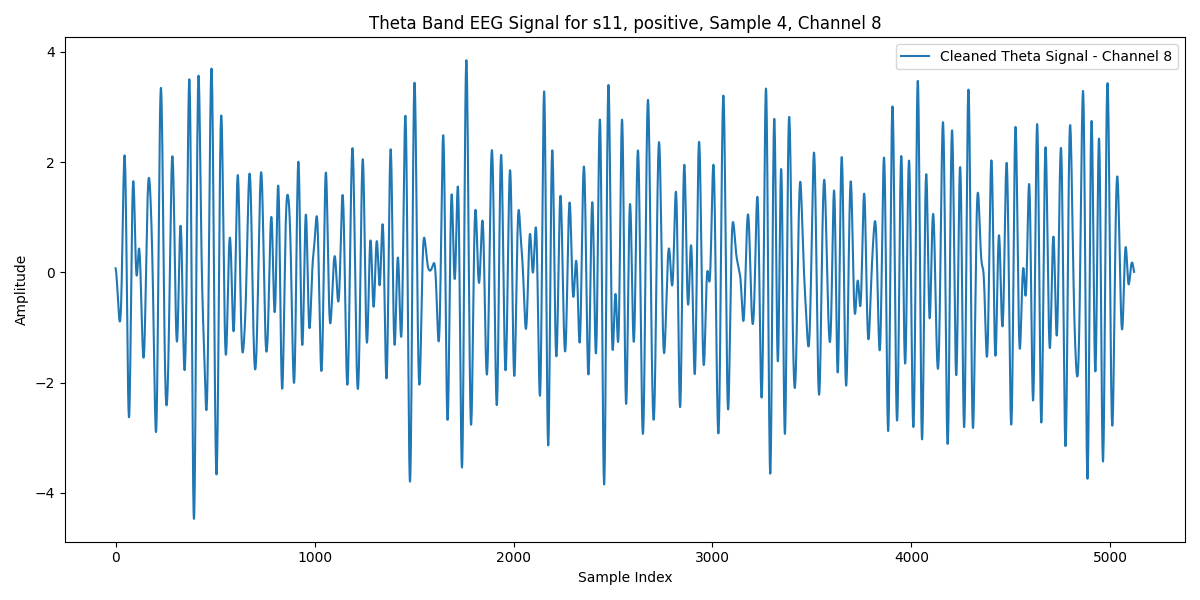 Theta Band EEG Signal for s11, positive, Sample 4, Channel 8
Cleaned Theta Signal - Channel 8
Amplitude
4
2
0
−2
−4
0 1000 2000 3000 4000 5000
Sample Index